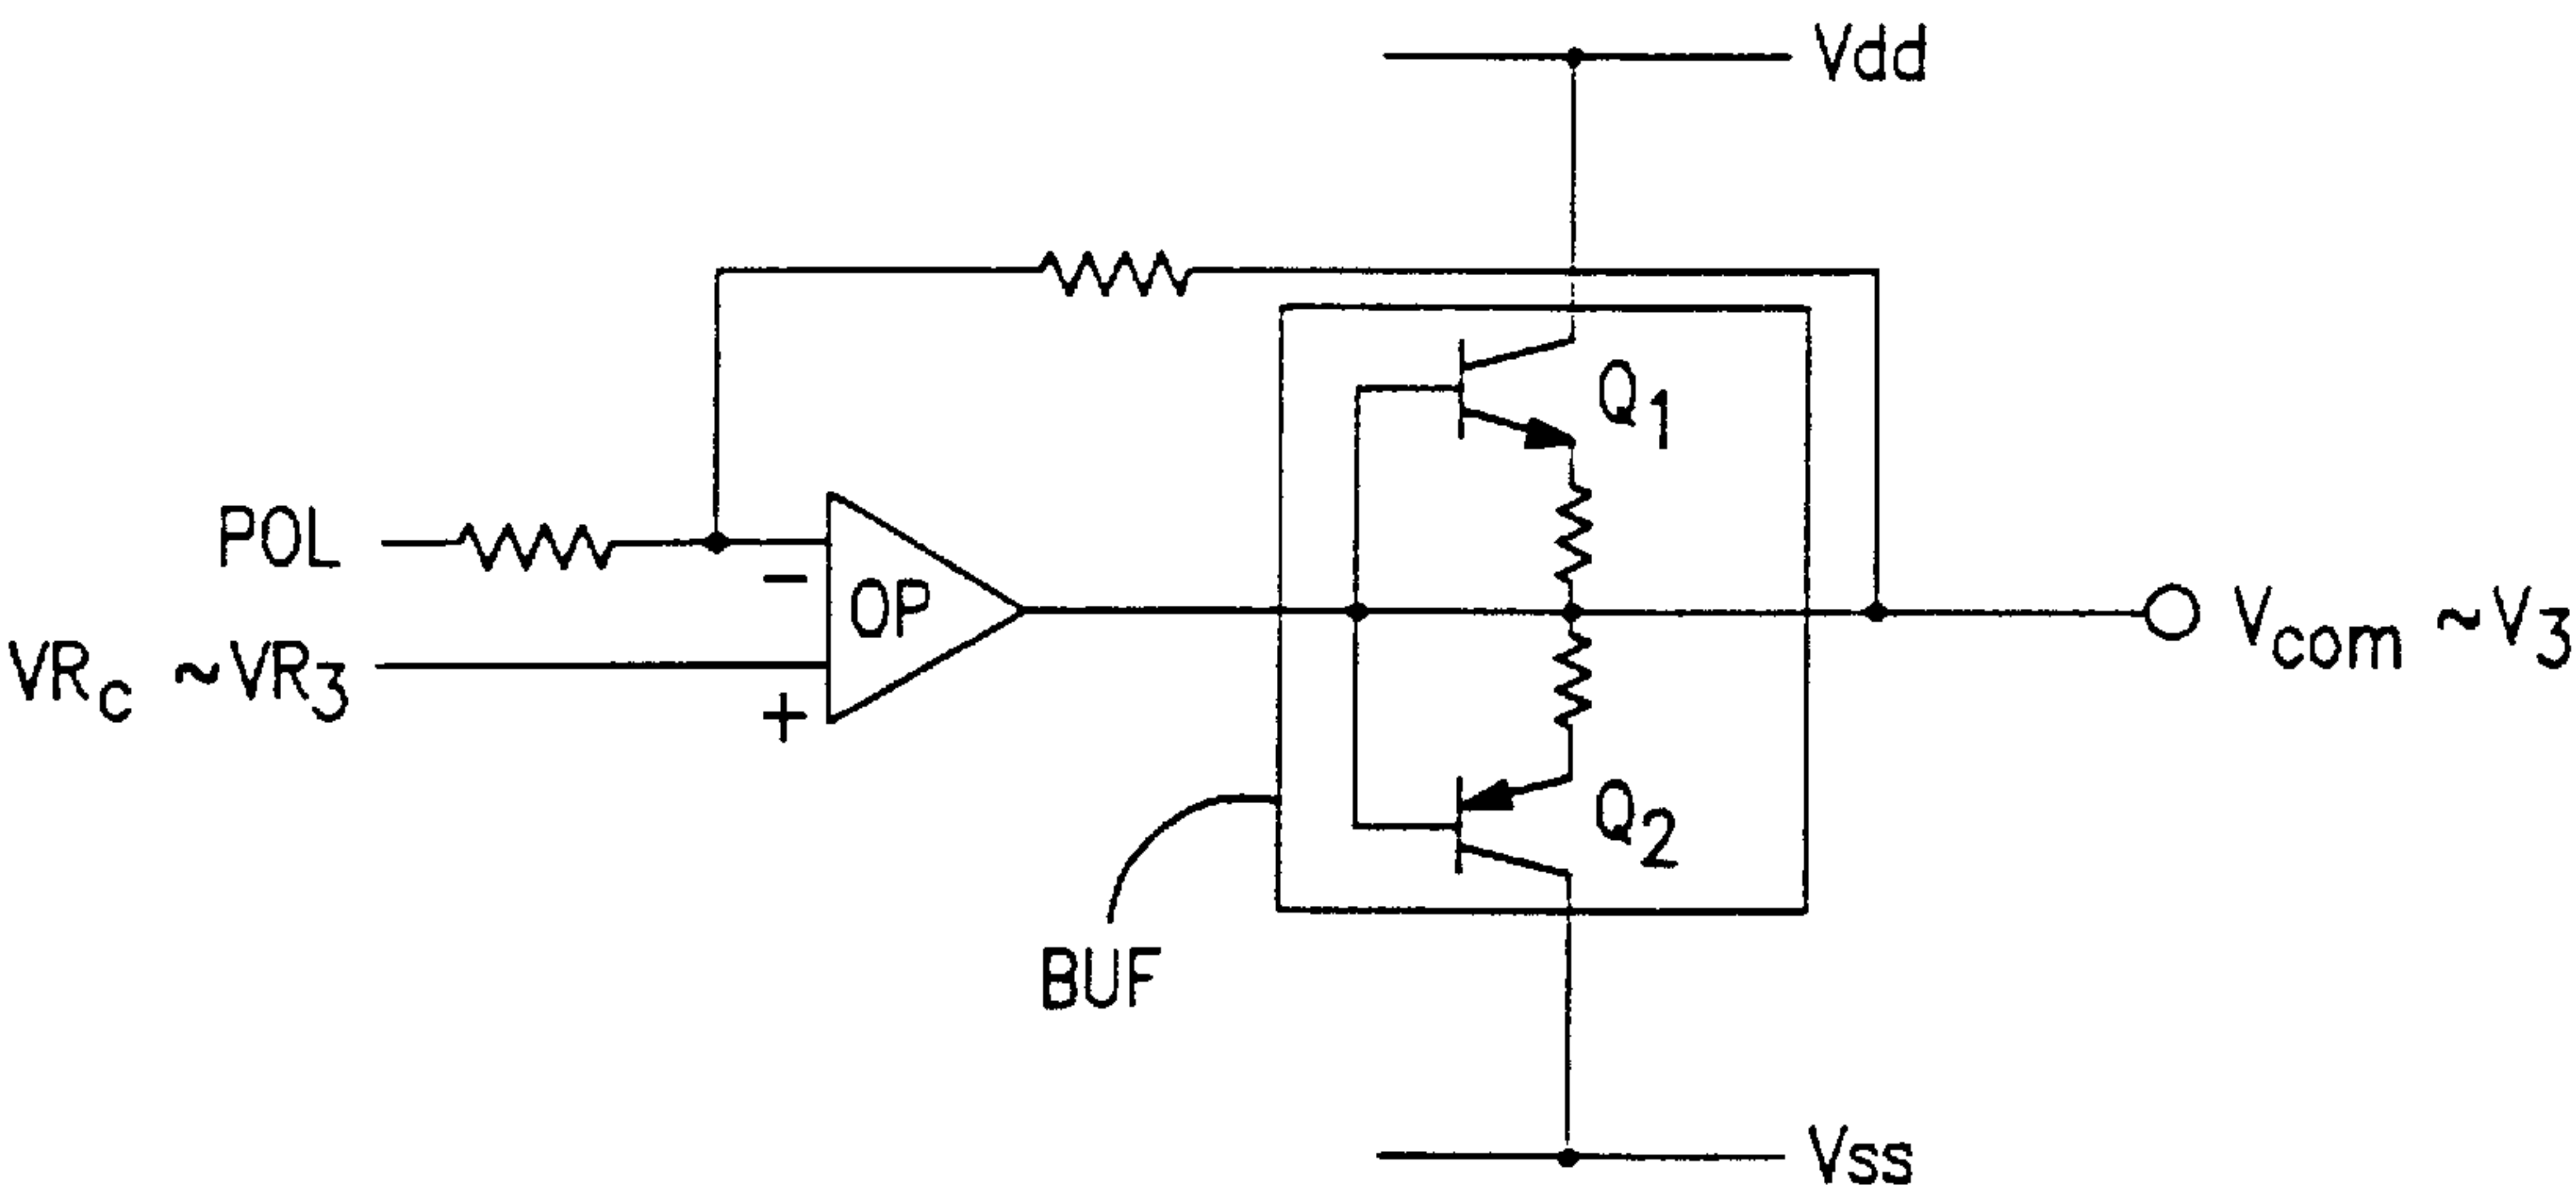 Vdd
Q1
POL
−
OP
VRc ~VR3
+
Vcom ~V3
Q2
BUF
Vss